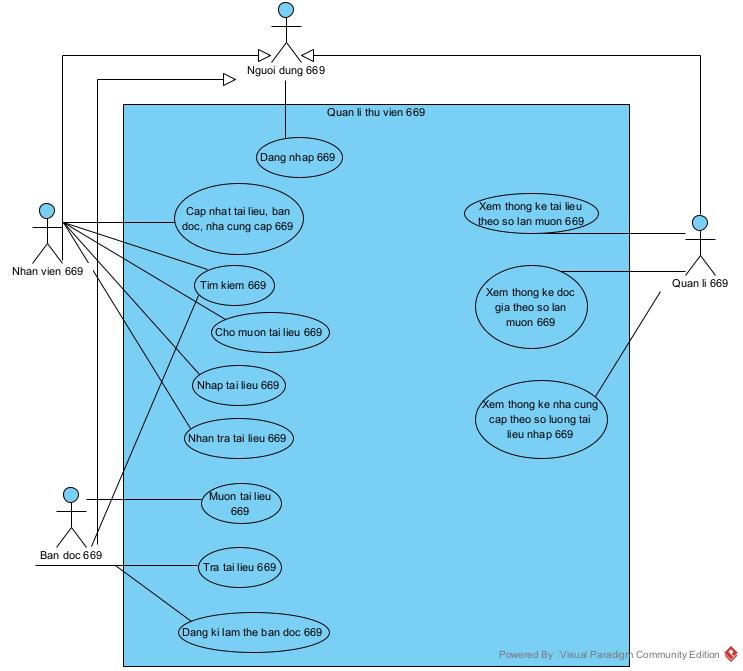 Nguoi dung 669
Quan li thu vien 669
Dang nhap 669
Cap nhat tai lieu, ban
doc, nha cung cap 669
Xem thong ke tai lieu
theo so lan muon 669
Nhan vien 669
Quan li 669
Tim kiem 669
Xem thong ke doc
gia theo so lan
muon 669
Cho muon tai lieu 669
Nhap tai lieu 669
Xem thong ke nha cung
cap theo so luong tai
lieu nhap 669
Nhan tra tai lieu 669
Muon tai lieu
669
Ban doc 669
Tra tai lieu 669
Dang ki lam the ban doc 669
Powered By Visual Paradigm Community Edition